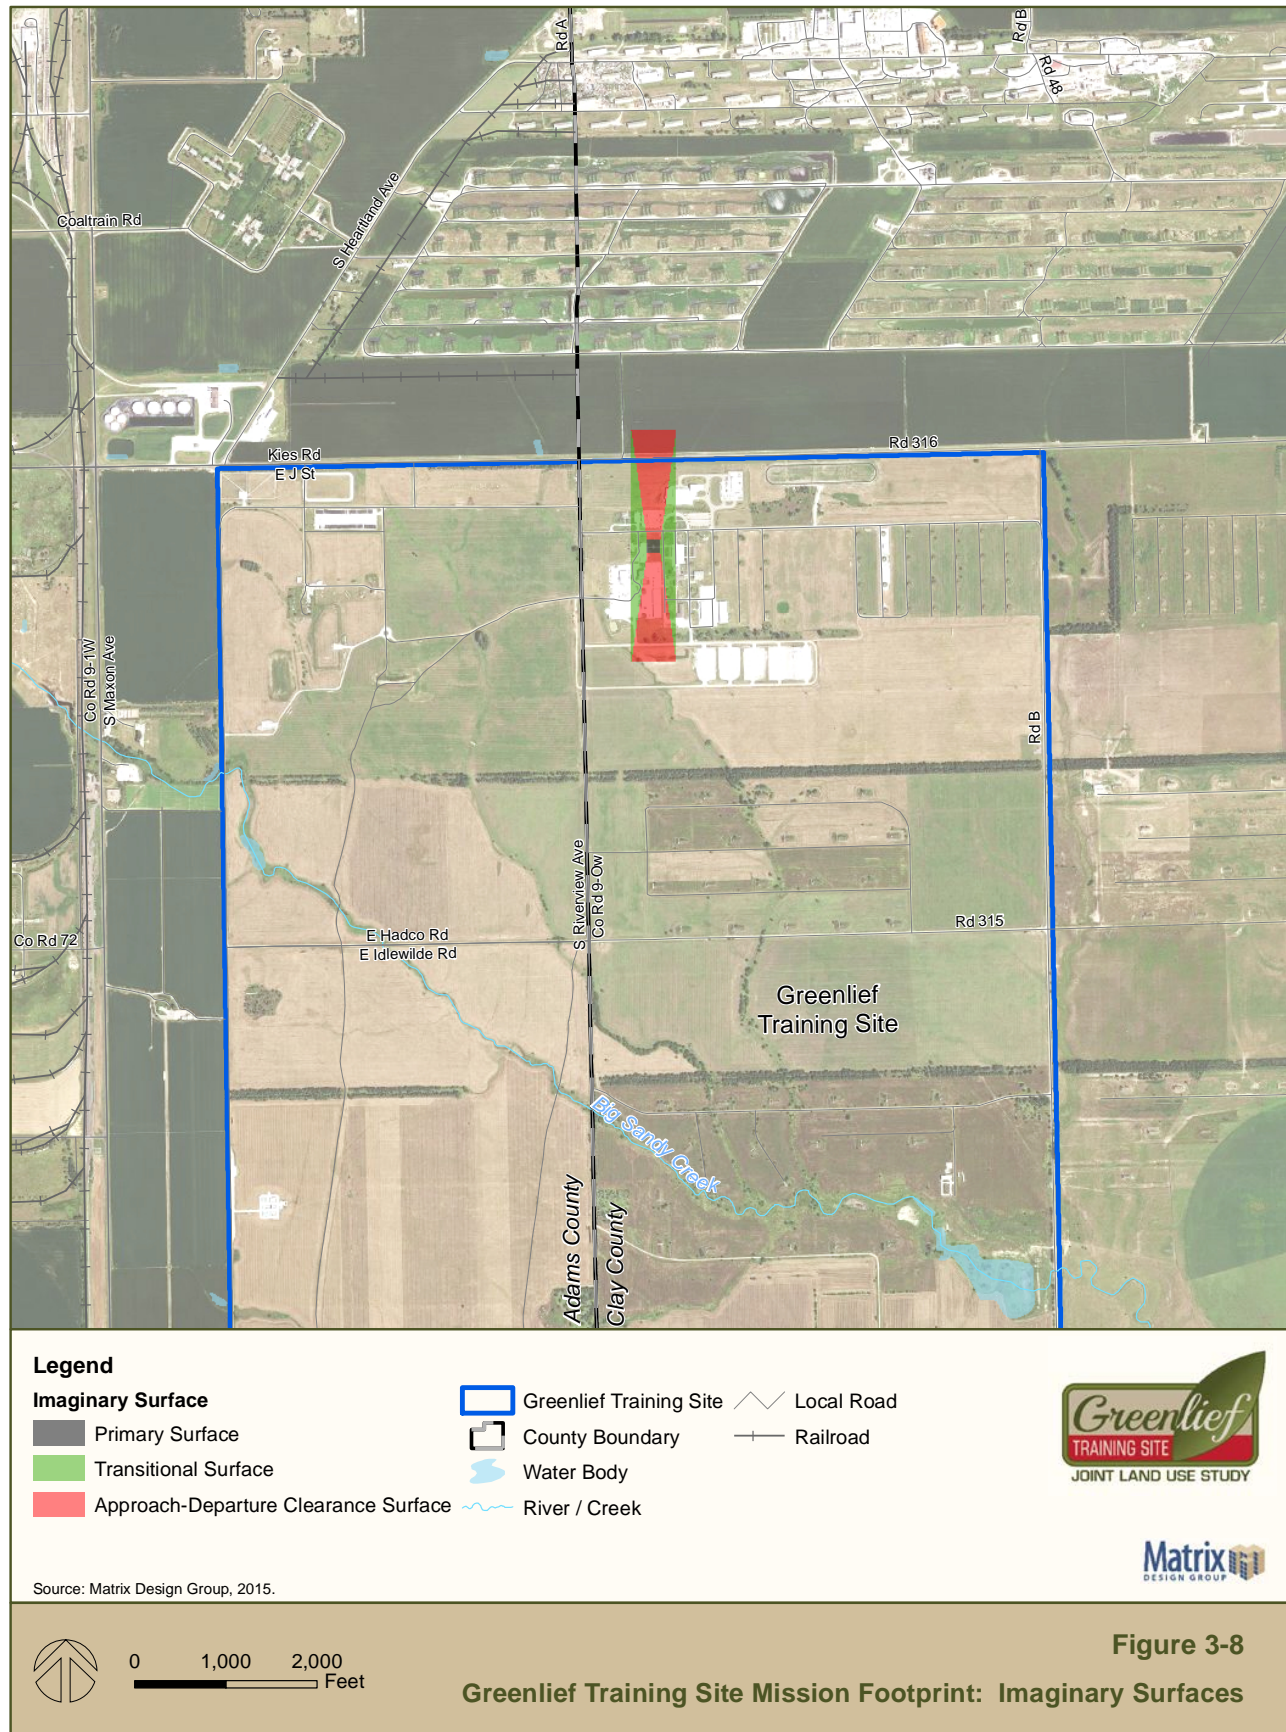 Rd A
Rd B
Rd 48
Coaltrain Rd
S Heartland Ave
Kies Rd
E J St
Rd 316
Co Rd 9-1W
S Maxon Ave
Rd B
S Riverview Ave
Co Rd 9-Ow
Co Rd 72
E Hadco Rd
E Idlewilde Rd
Rd 315
Greenlief
Training Site
Big Sandy Creek
Adams County
Clay County
Legend
Imaginary Surface
Primary Surface
Transitional Surface
Approach-Departure Clearance Surface
Greenlief Training Site
County Boundary
Water Body
River / Creek
Local Road
Railroad
Greenlief
TRAINING SITE
JOINT LAND USE STUDY
Matrix
DESIGN GROUP
Source: Matrix Design Group, 2015.
0 1,000 2,000
Feet
Figure 3-8
Greenlief Training Site Mission Footprint: Imaginary Surfaces